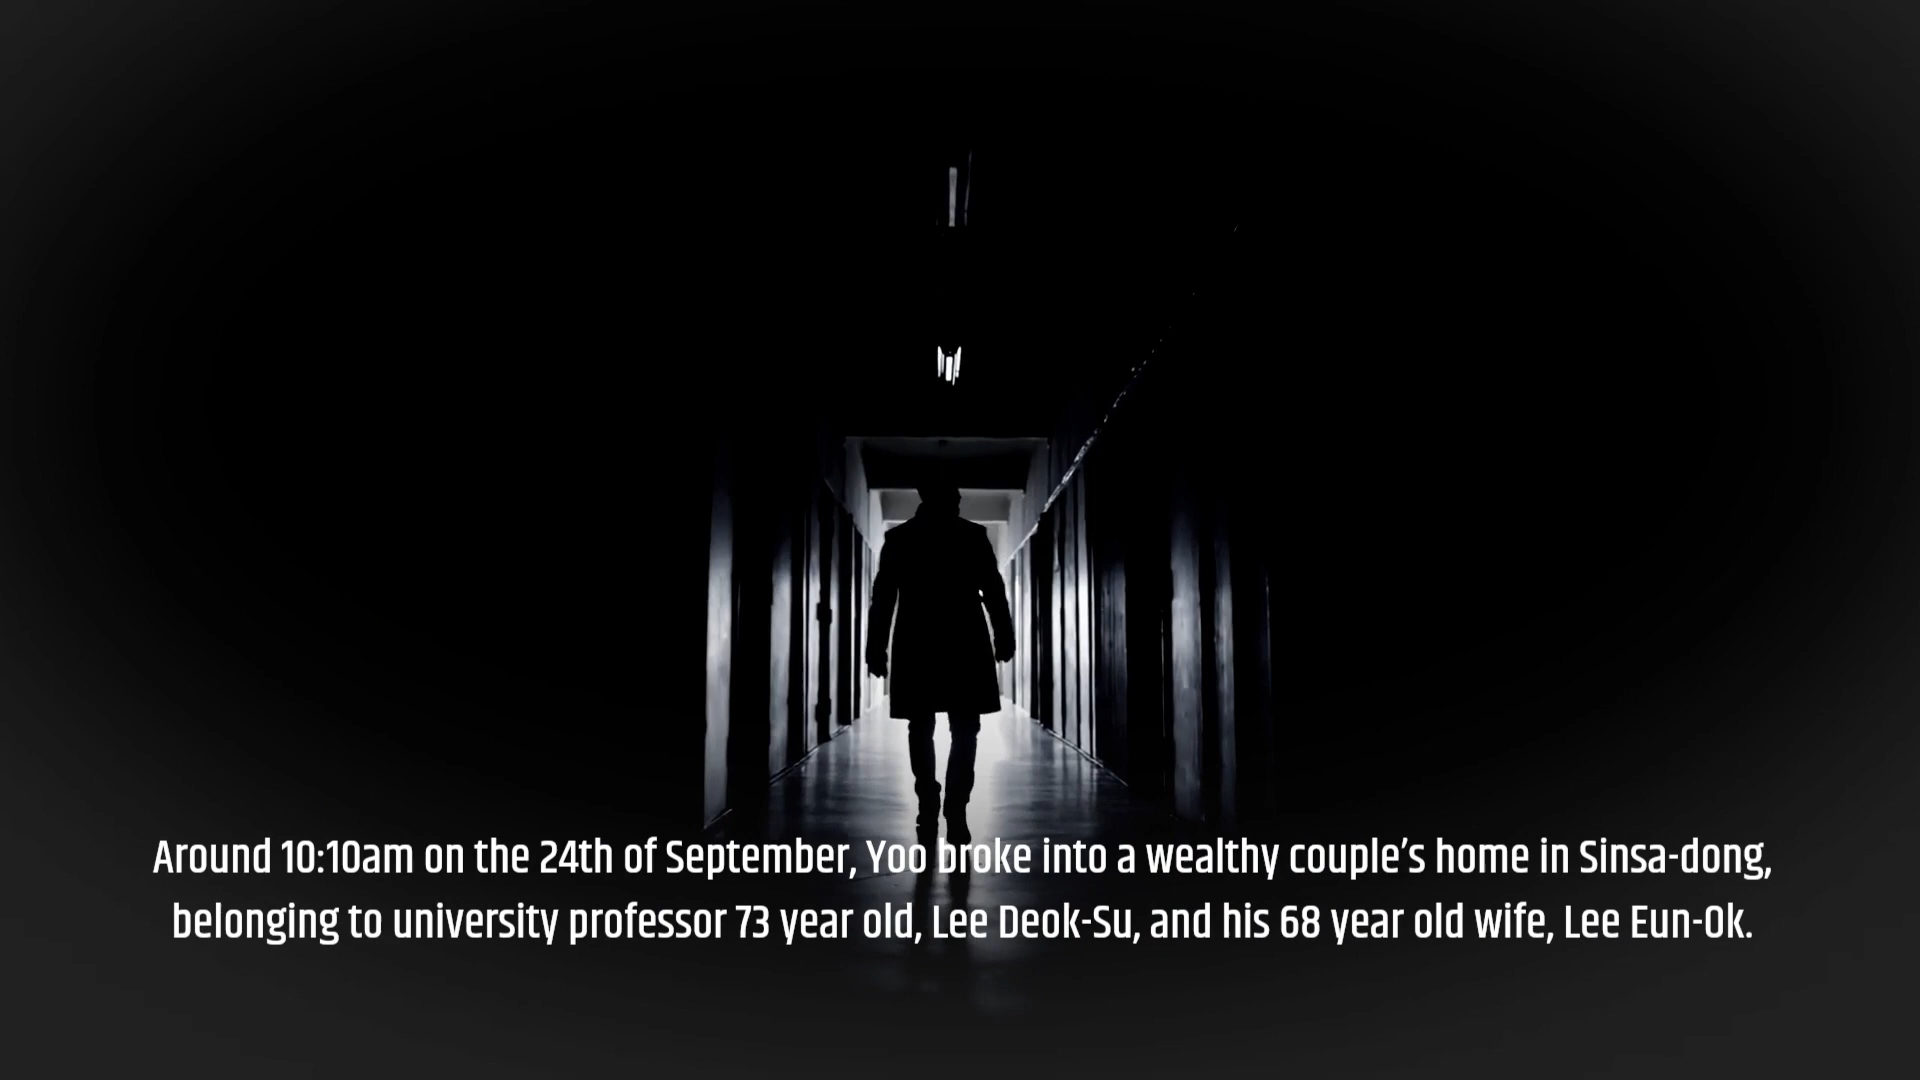 Around 10:10am on the 24th of September, Yoo broke into a wealthy couple’s home in Sinsa-dong,
belonging to university professor 73 year old, Lee Deok-Su, and his 68 year old wife, Lee Eun-Ok.